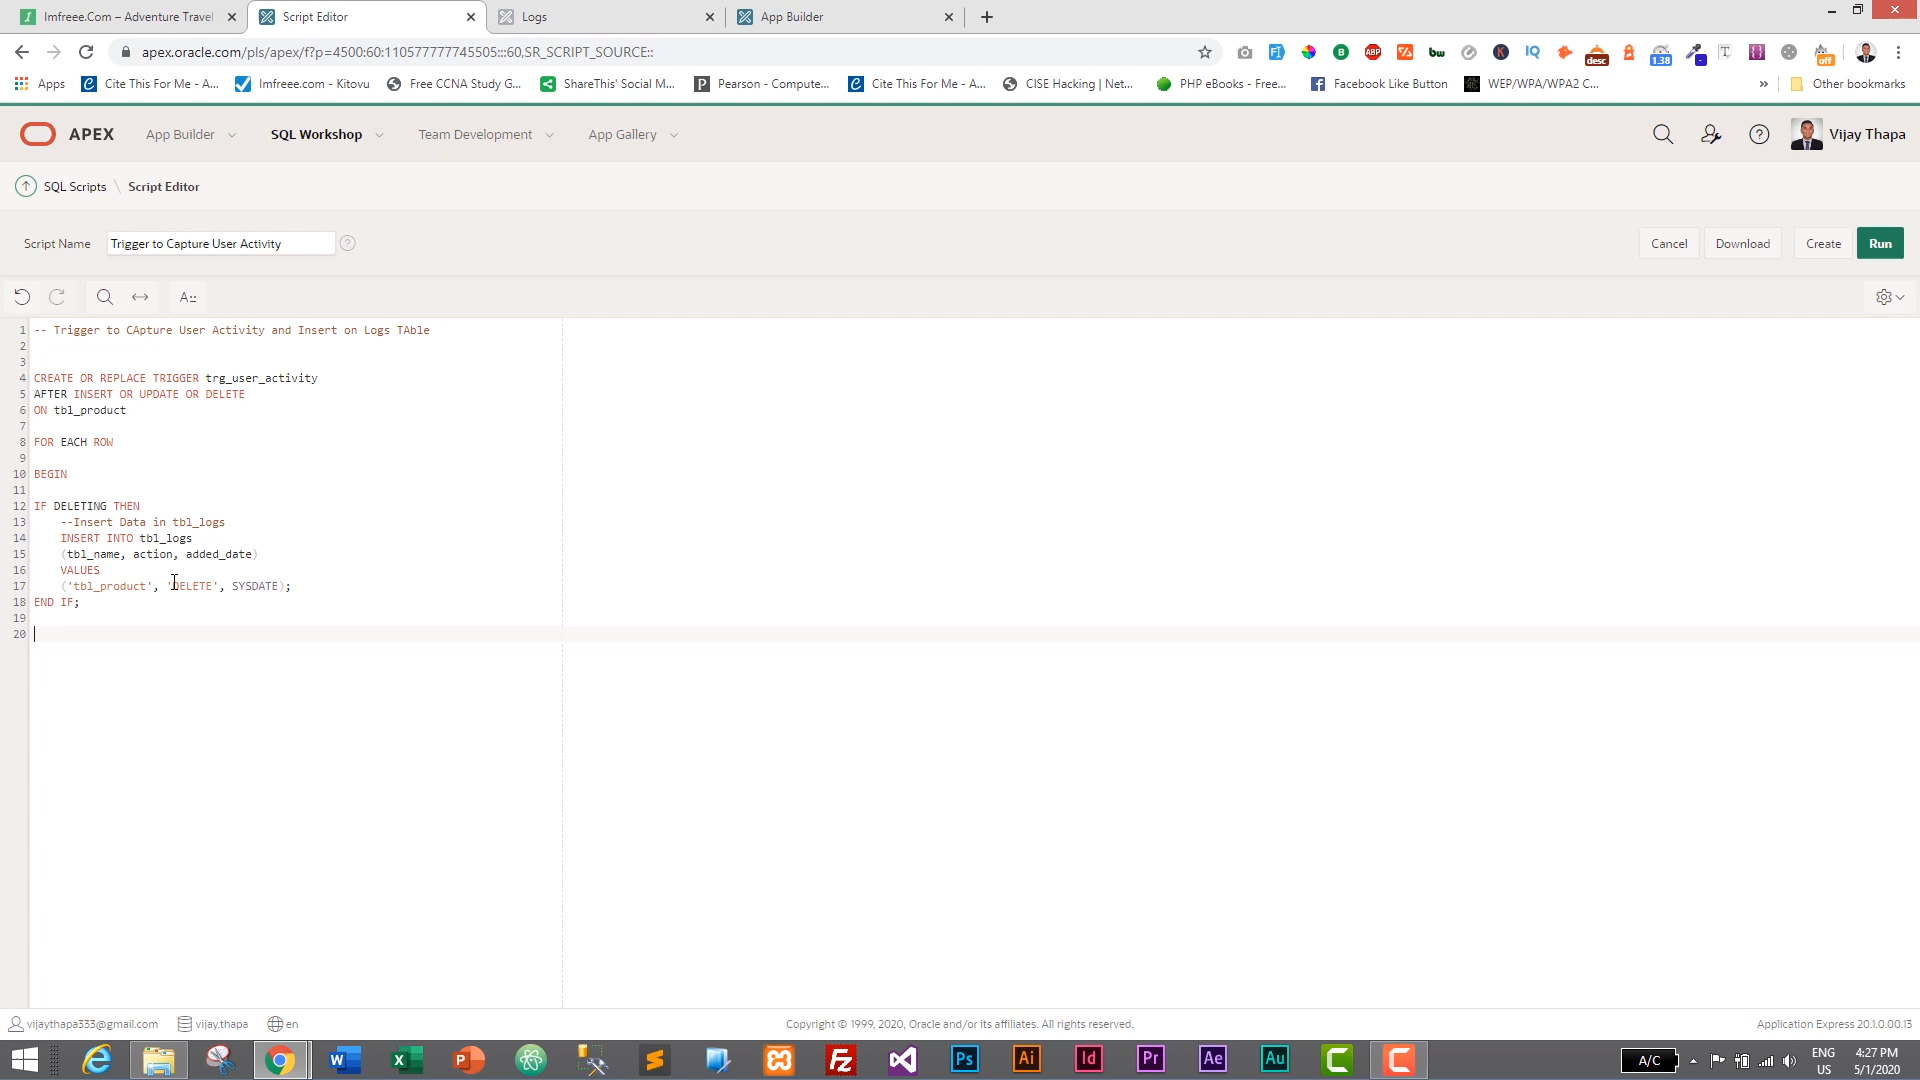 Imfreee.Com – Adventure Travel
Script Editor
Logs
App Builder
apex.oracle.com/pls/apex/f?p=4500:60:110577777745505:::60,SR_SCRIPT_SOURCE::
Apps
Cite This For Me - A...
Imfreee.com - Kitovu
Free CCNA Study G...
ShareThis' Social M...
Pearson - Compute...
Cite This For Me - A...
CISE Hacking | Net...
PHP eBooks - Free...
Facebook Like Button
WEP/WPA/WPA2 C...
»
Other bookmarks
APEX
App Builder
SQL Workshop
Team Development
App Gallery
Vijay Thapa
SQL Scripts \ Script Editor
Script Name
Trigger to Capture User Activity
Cancel
Download
Create
Run
1 -- Trigger to CApture User Activity and Insert on Logs TAble
2
3
4 CREATE OR REPLACE TRIGGER trg_user_activity
5 AFTER INSERT OR UPDATE OR DELETE
6 ON tbl_product
7
8 FOR EACH ROW
9
10 BEGIN
11
12 IF DELETING THEN
13 --Insert Data in tbl_logs
14 INSERT INTO tbl_logs
15 (tbl_name, action, added_date)
16 VALUES
17 ('tbl_product', 'DELETE', SYSDATE);
18 END IF;
19
20
vijaythapa333@gmail.com
vijay.thapa
en
Copyright © 1999, 2020, Oracle and/or its affiliates. All rights reserved.
Application Express 20.1.0.00.13
A/C
ENG
US
4:27 PM
5/1/2020